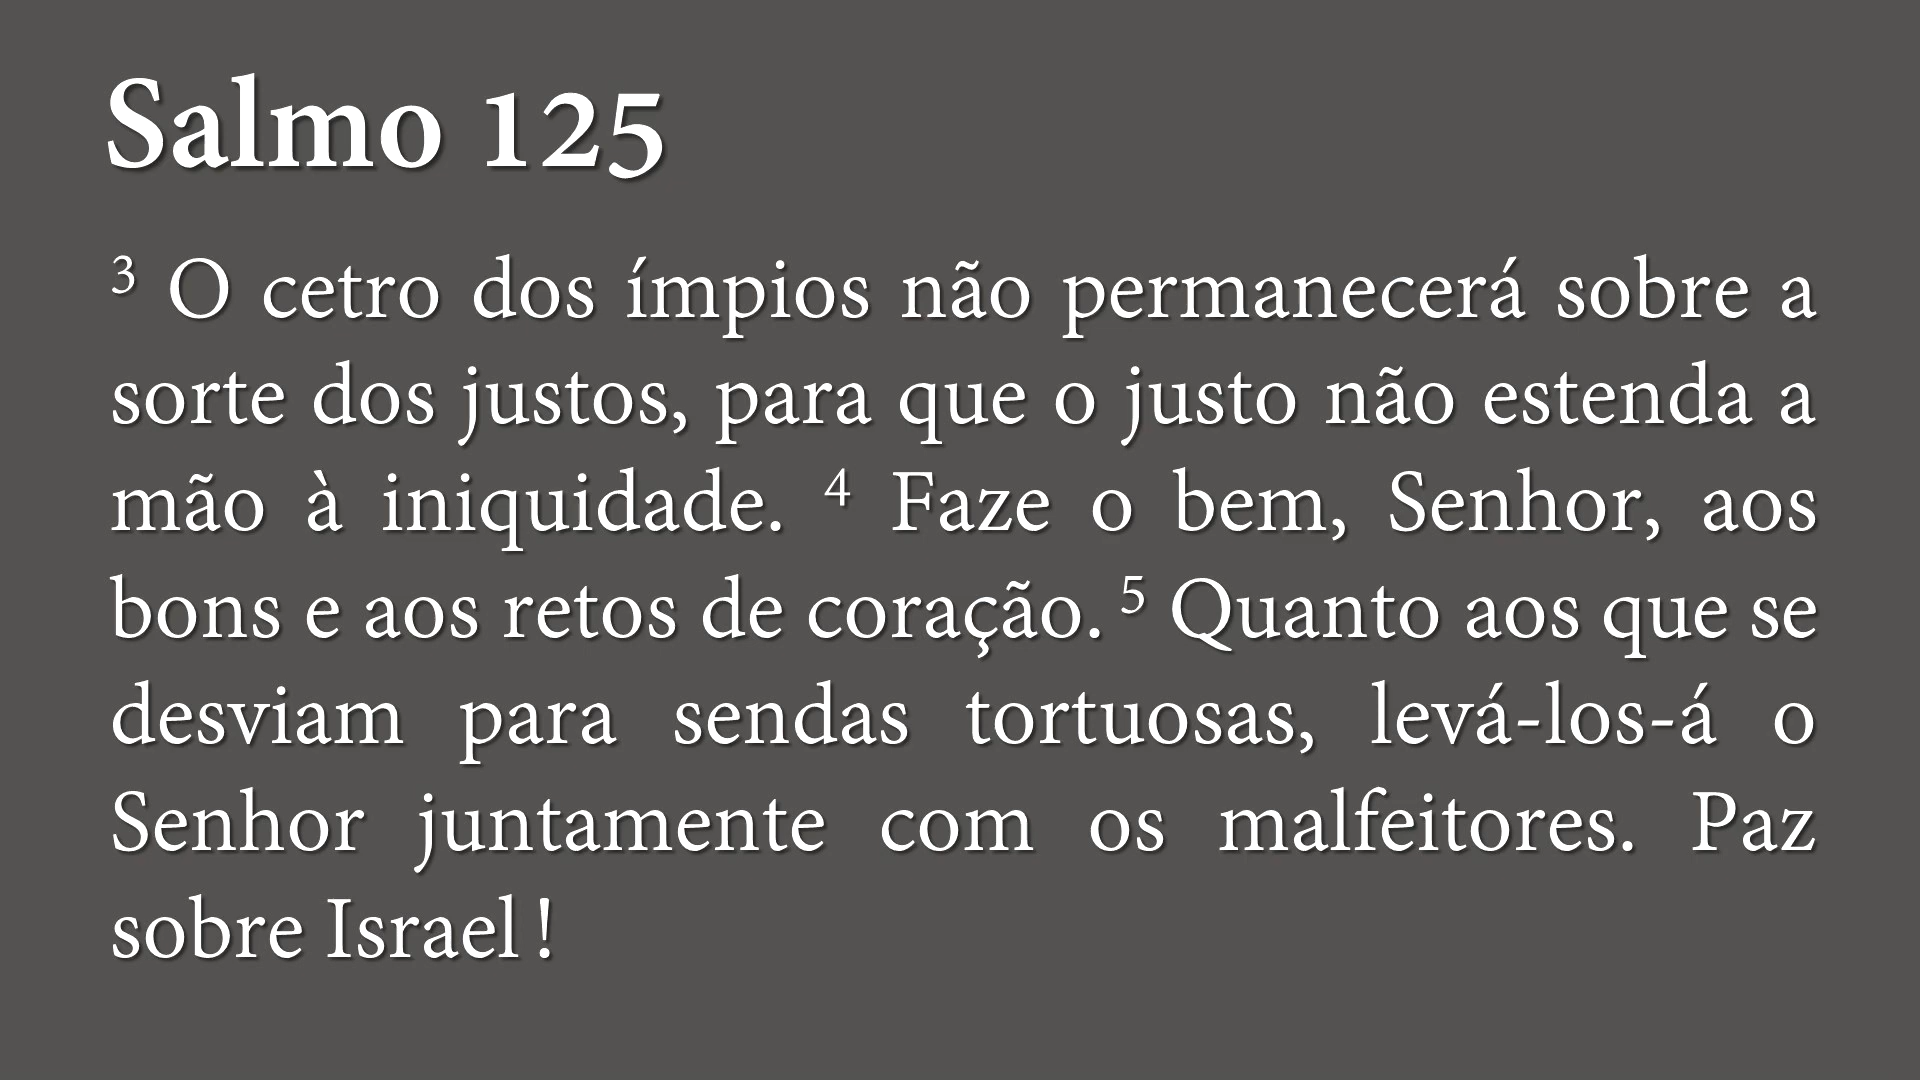 Salmo 125
³ O cetro dos ímpios não permanecerá sobre a
sorte dos justos, para que o justo não estenda a
mão à iniquidade. ⁴ Faze o bem, Senhor, aos
bons e aos retos de coração. ⁵ Quanto aos que se
desviam para sendas tortuosas, levá-los-á o
Senhor juntamente com os malfeitores. Paz
sobre Israel !